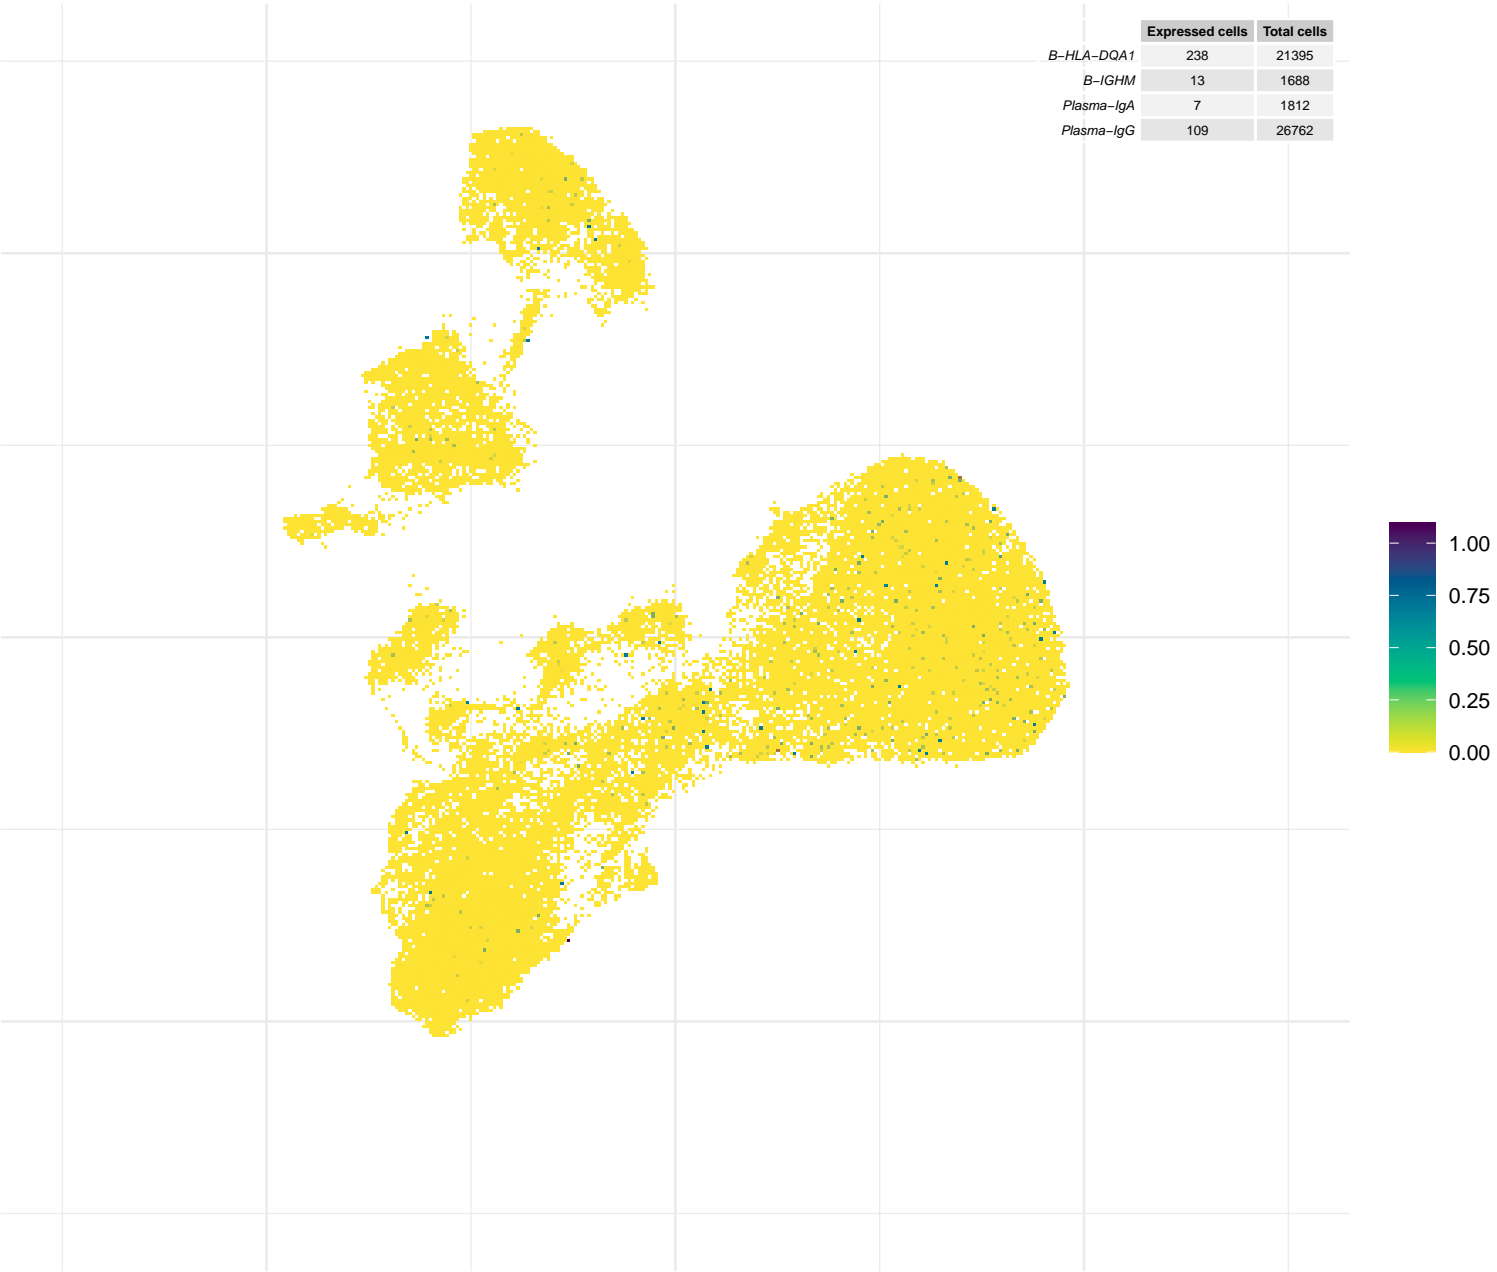 Expressed cells Total cells
B−HLA−DQA1 238 21395
B−IGHM 13 1688
Plasma−IgA 7 1812
Plasma−IgG 109 26762
1.00
0.75
0.50
0.25
0.00